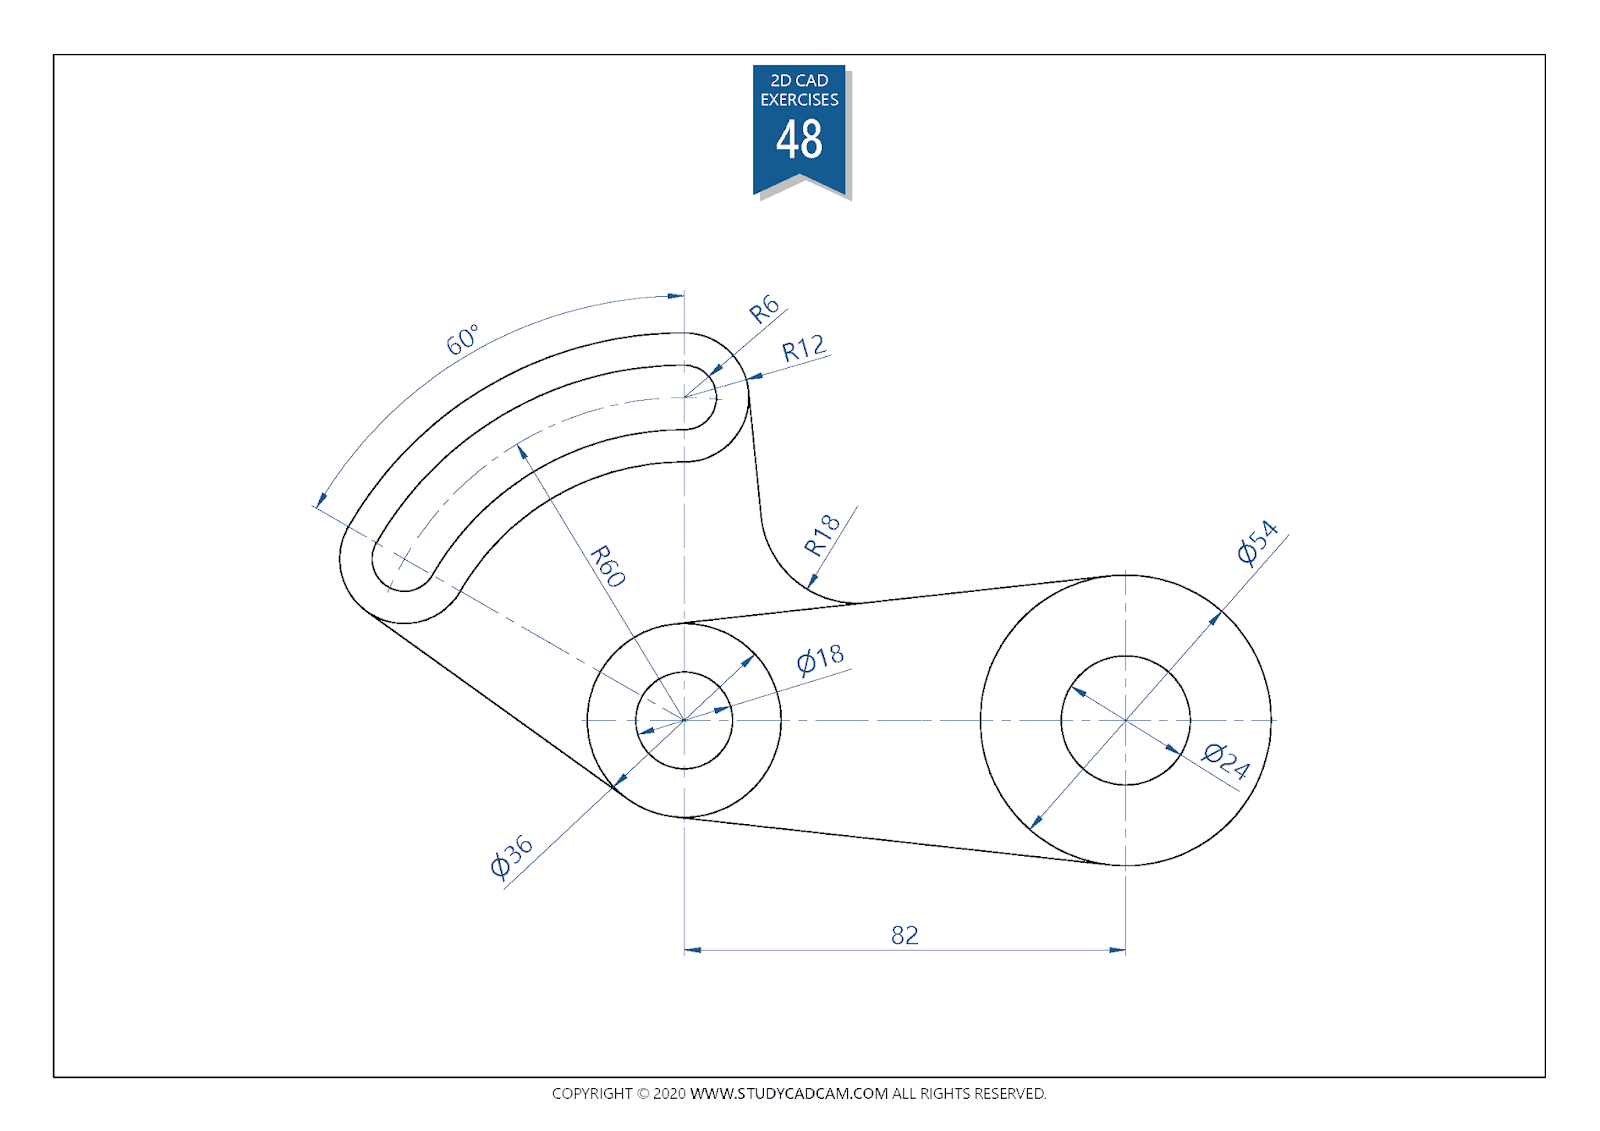 2D CAD
EXERCISES
48
60°
R6
R12
R18
R60
Ø54
Ø18
Ø24
Ø36
82
COPYRIGHT © 2020 WWW.STUDYCADCAM.COM ALL RIGHTS RESERVED.